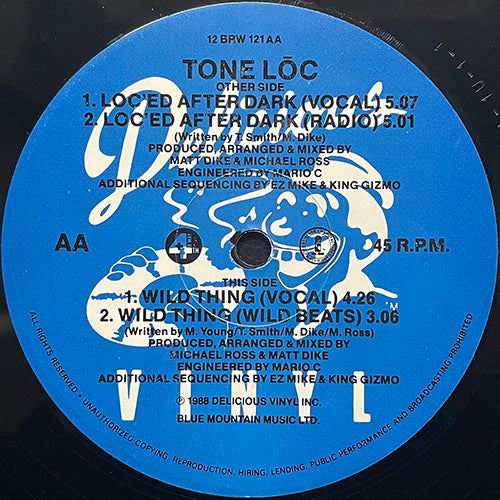 12 BRW 121 AA
TONE LŌC
OTHER SIDE
1. LOC'ED AFTER DARK (VOCAL) 5.07
2. LOC'ED AFTER DARK (RADIO) 5.01
(Written by T. Smith/M. Dike)
PRODUCED, ARRANGED & MIXED BY
MATT DIKE & MICHAEL ROSS
ENGINEERED BY MARIO C
ADDITIONAL SEQUENCING BY EZ MIKE & KING GIZMO
AA
4
45 R.P.M.
THIS SIDE
1. WILD THING (VOCAL) 4.26
2. WILD THING (WILD BEATS) 3.06
(Written by M. Young/T. Smith/M. Dike/M. Ross)
PRODUCED, ARRANGED & MIXED BY
MICHAEL ROSS & MATT DIKE
ENGINEERED BY MARIO C
ADDITIONAL SEQUENCING BY EZ MIKE & KING GIZMO
VINYL
℗ 1988 DELICIOUS VINYL INC.
BLUE MOUNTAIN MUSIC LTD.
ALL RIGHTS RESERVED • UNAUTHORIZED COPYING, REPRODUCTION, HIRING, LENDING, PUBLIC PERFORMANCE AND BROADCASTING PROHIBITED